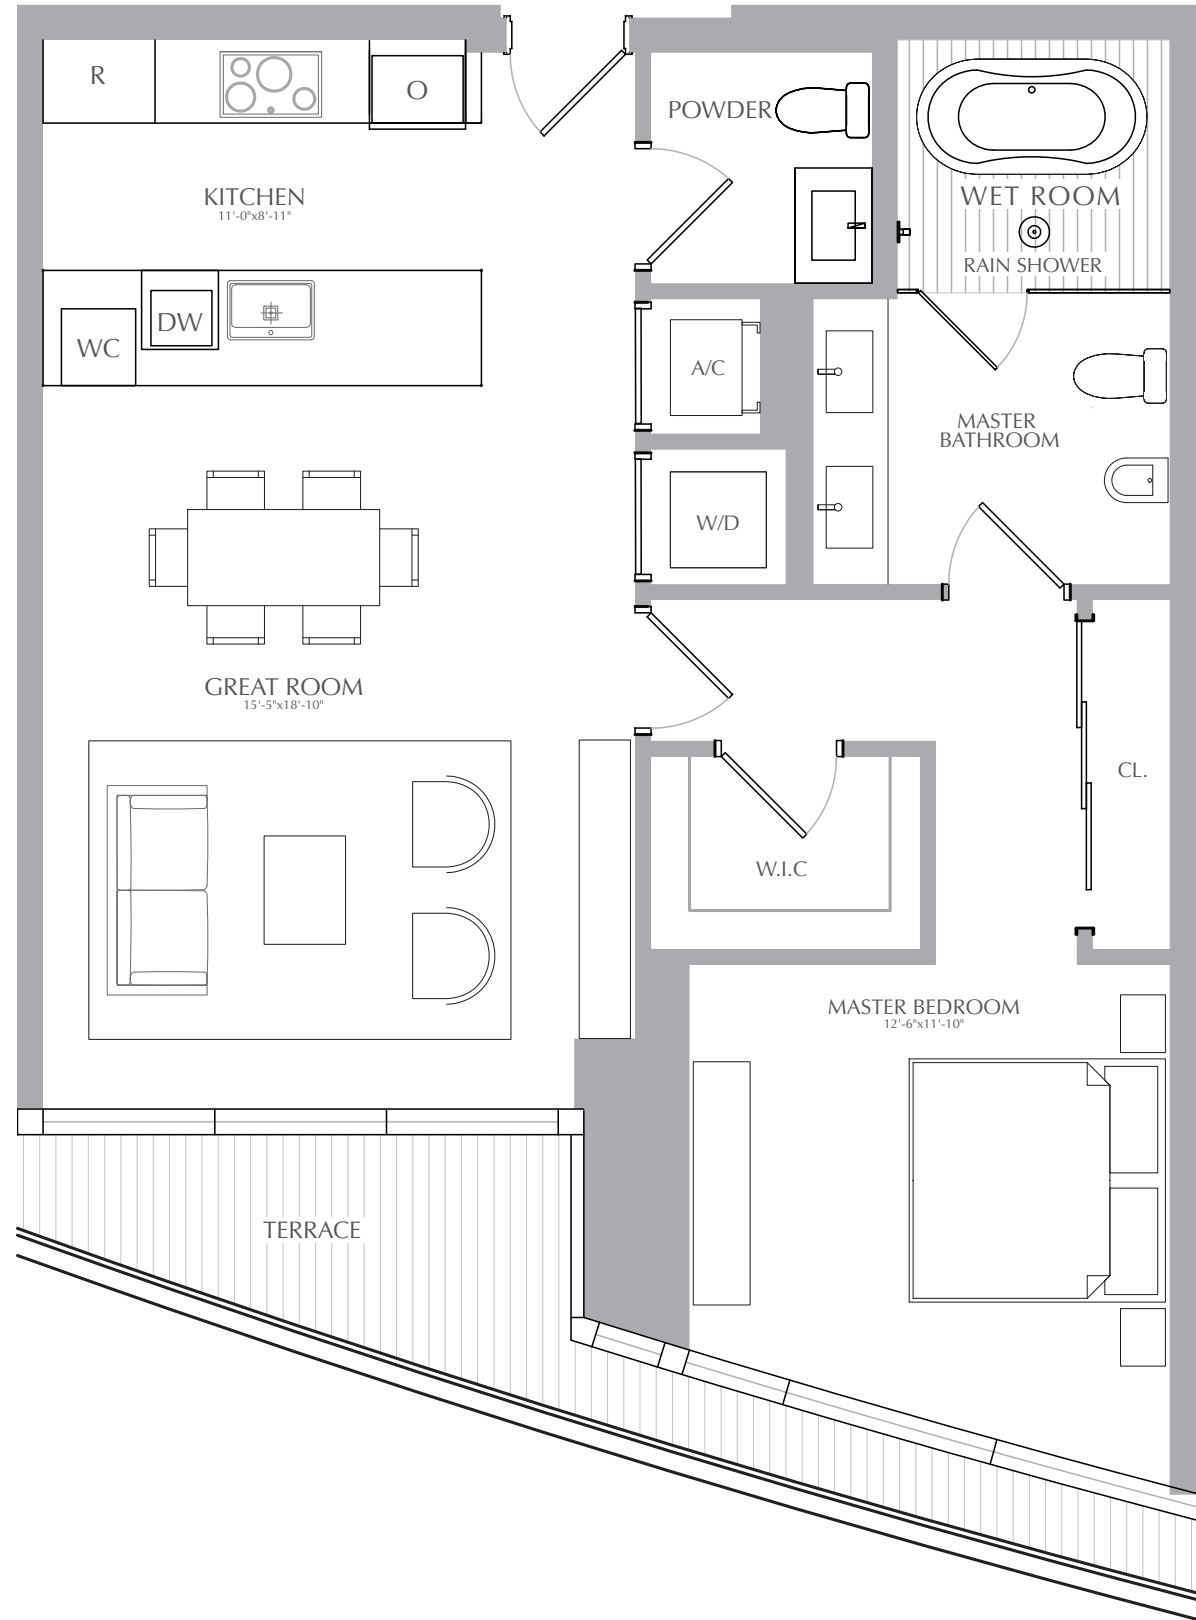 R
O
POWDER
KITCHEN
11'-0"x8'-11"
WET ROOM
RAIN SHOWER
DW
WC
A/C
MASTER
BATHROOM
W/D
GREAT ROOM
15'-5"x18'-10"
CL.
W.I.C
MASTER BEDROOM
12'-6"x11'-10"
TERRACE